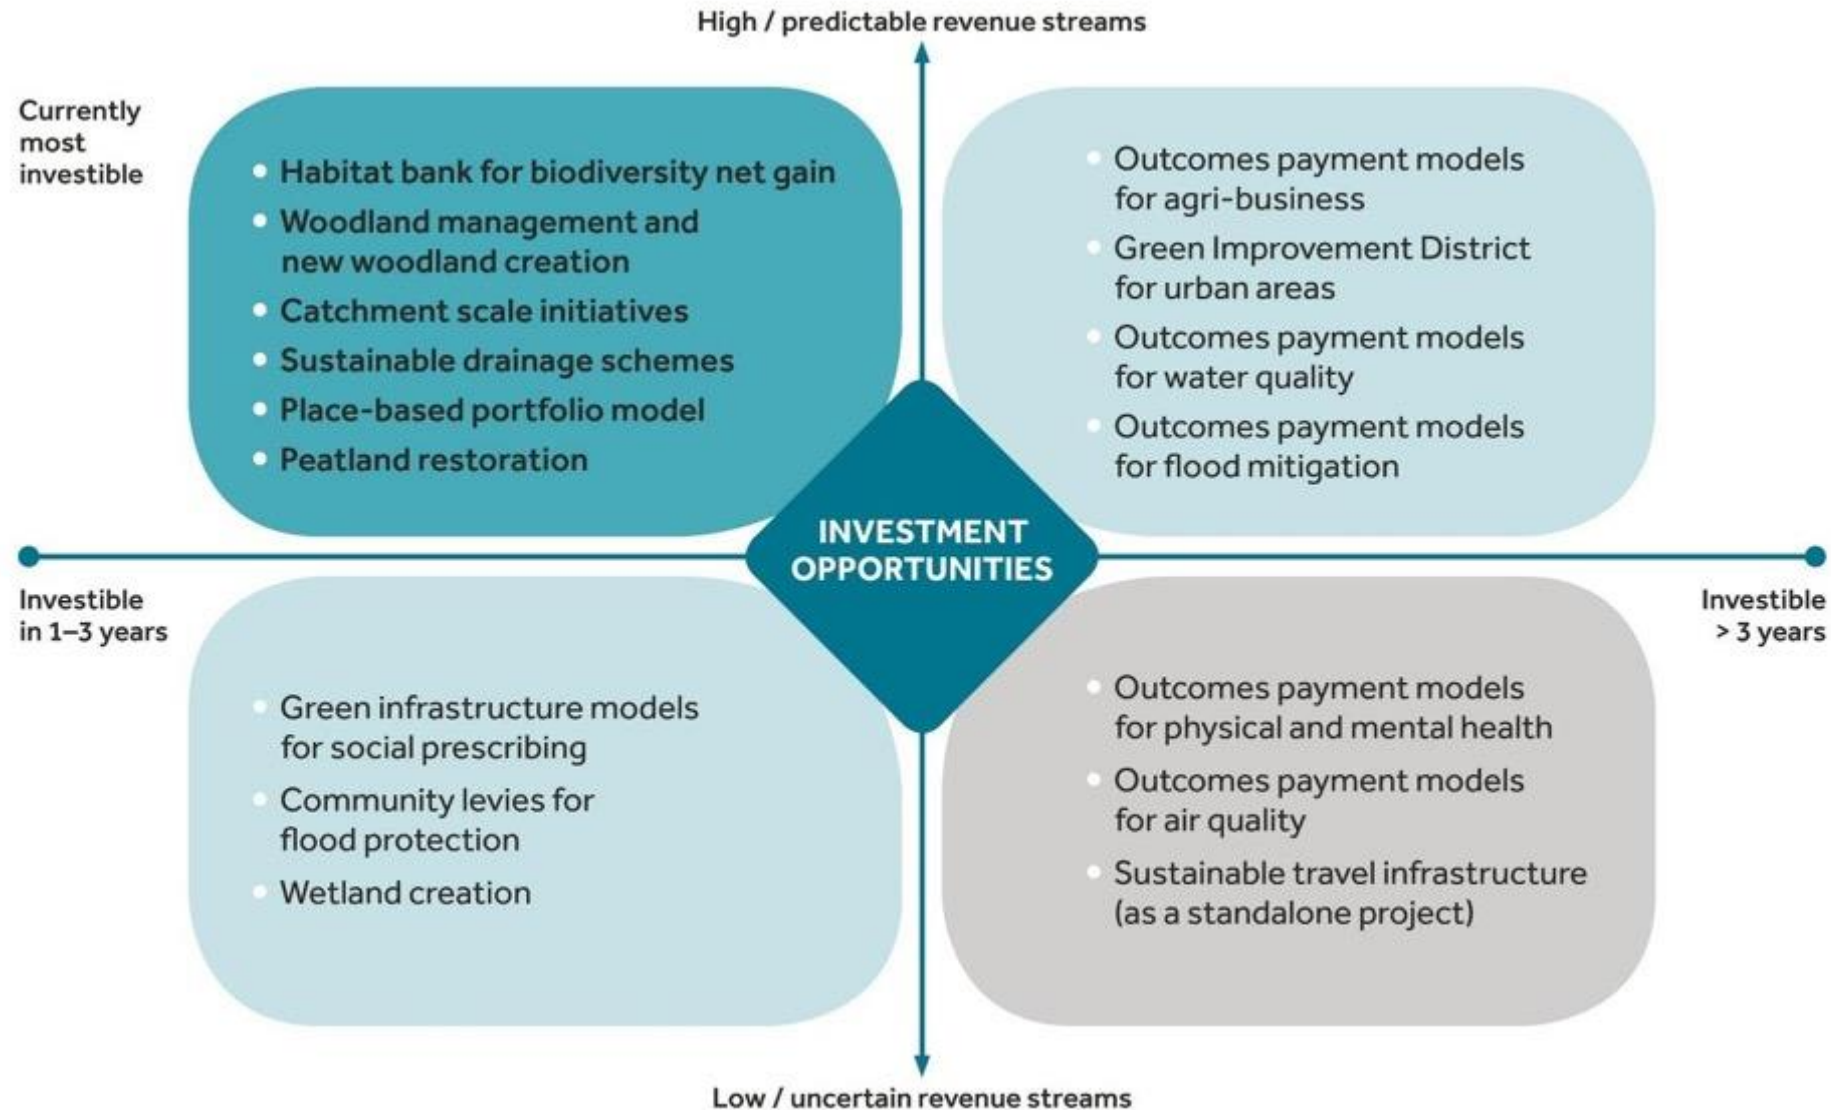 High / predictable revenue streams
Currently
most
investible
• Habitat bank for biodiversity net gain
• Woodland management and
new woodland creation
• Catchment scale initiatives
• Sustainable drainage schemes
• Place-based portfolio model
• Peatland restoration
• Outcomes payment models
for agri-business
• Green Improvement District
for urban areas
• Outcomes payment models
for water quality
• Outcomes payment models
for flood mitigation
INVESTMENT
OPPORTUNITIES
Investible
in 1–3 years
Investible
> 3 years
• Green infrastructure models
for social prescribing
• Community levies for
flood protection
• Wetland creation
• Outcomes payment models
for physical and mental health
• Outcomes payment models
for air quality
• Sustainable travel infrastructure
(as a standalone project)
Low / uncertain revenue streams